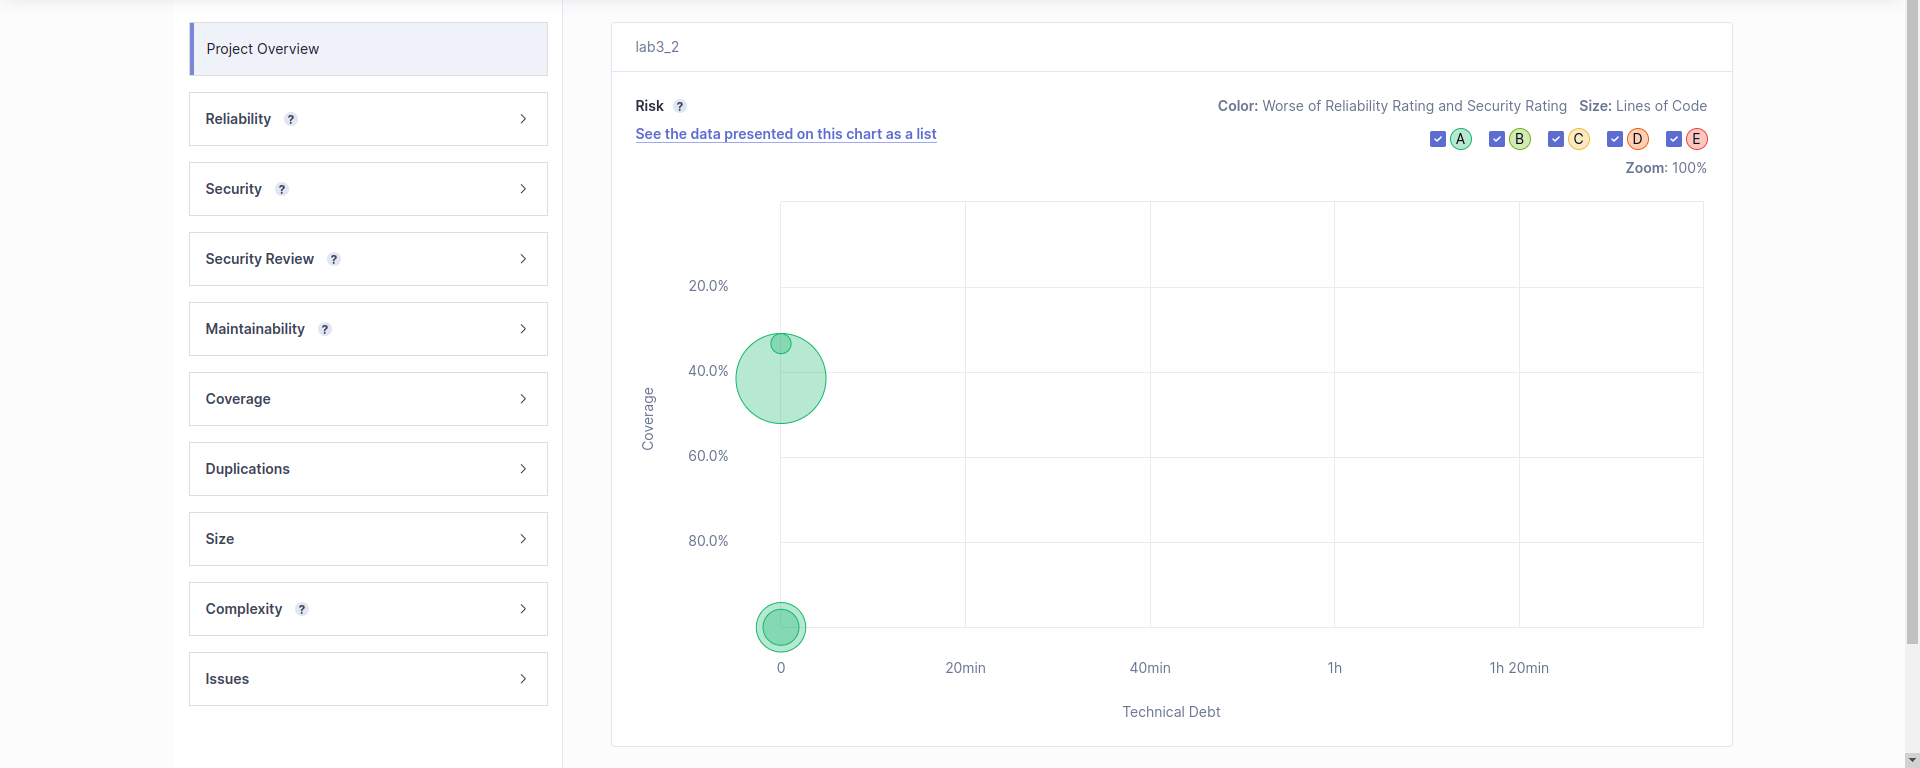 Project Overview
Reliability ?
Security ?
Security Review ?
Maintainability ?
Coverage
Duplications
Size
Complexity ?
Issues
lab3_2
Risk ?
Color: Worse of Reliability Rating and Security Rating Size: Lines of Code
See the data presented on this chart as a list
A B C D E
Zoom: 100%
20.0%
40.0%
60.0%
80.0%
Coverage
0 20min 40min 1h 1h 20min
Technical Debt